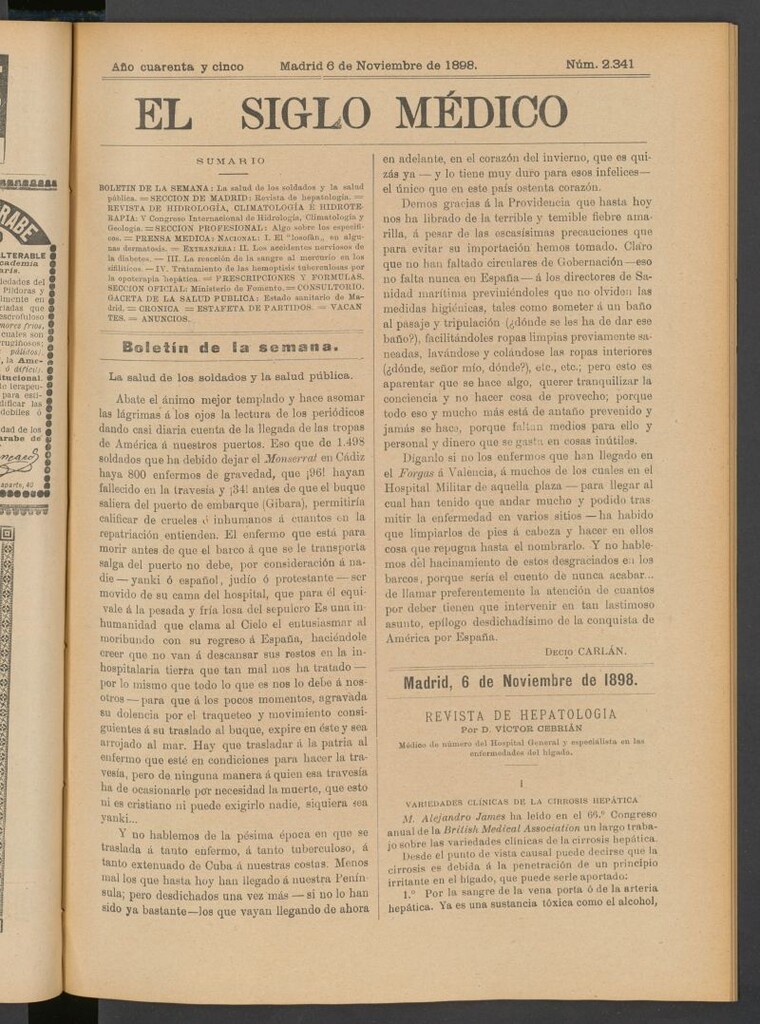 Año cuarenta y cinco Madrid 6 de Noviembre de 1898. Núm. 2.341
EL SIGLO MÉDICO
SUMARIO
BOLETIN DE LA SEMANA: La salud de los soldados y la salud
pública. = SECCION DE MADRID: Revista de hepatología. =
REVISTA DE HIDROLOGÍA, CLIMATOLOGÍA É HIDROTE-
RAPIA: V Congreso Internacional de Hidrología, Climatología y
Geología. = SECCION PROFESIONAL: Algo sobre los específi-
cos. = PRENSA MEDICA: NACIONAL: I. El "losofán„ en algu-
nas dermatosis. — EXTRANJERA: II. Los accidentes nerviosos de
la diabetes. — III. La reacción de la sangre al mercurio en los
sifilíticos. — IV. Tratamiento de las hemoptisis tuberculosas por
la opoterapia hepática. = PRESCRIPCIONES Y FORMULAS.
SECCION OFICIAL: Ministerio de Fomento. = CONSULTORIO.
GACETA DE LA SALUD PUBLICA: Estado sanitario de Ma-
drid. = CRONICA = ESTAFETA DE PARTIDOS. = VACAN
TES. = ANUNCIOS.
Boletín de la semana.
La salud de los soldados y la salud pública.
Abate el ánimo mejor templado y hace asomar
las lágrimas á los ojos la lectura de los periódicos
dando casi diaria cuenta de la llegada de las tropas
de América á nuestros puertos. Eso que de 1.498
soldados que ha debido dejar el Monserrat en Cádiz
haya 800 enfermos de gravedad, que ¡96! hayan
fallecido en la travesía y ¡34! antes de que el buque
saliera del puerto de embarque (Gibara), permitiría
calificar de crueles ó inhumanos á cuantos en la
repatriación entienden. El enfermo que está para
morir antes de que el barco á que se le transporta
salga del puerto no debe, por consideración á na-
die — yanki ó español, judío ó protestante — ser
movido de su cama del hospital, que para él equi-
vale á la pesada y fría losa del sepulcro Es una in-
humanidad que clama al Cielo el entusiasmar al
moribundo con su regreso á España, haciéndole
creer que no van á descansar sus restos en la in-
hospitalaria tierra que tan mal nos ha tratado —
por lo mismo que todo lo que es nos lo debe á nos-
otros — para que á los pocos momentos, agravada
su dolencia por el traqueteo y movimiento consi-
guientes á su traslado al buque, expire en éste y sea
arrojado al mar. Hay que trasladar á la patria al
enfermo que esté en condiciones para hacer la tra-
vesía, pero de ninguna manera á quien esa travesía
ha de ocasionarle por necesidad la muerte, que esto
ni es cristiano ni puede exigirlo nadie, siquiera sea
yanki...
Y no hablemos de la pésima época en que se
traslada á tanto enfermo, á tanto tuberculoso, á
tanto extenuado de Cuba á nuestras costas. Menos
mal los que hasta hoy han llegado á nuestra Penín-
sula; pero desdichados una vez más — si no lo han
sido ya bastante — los que vayan llegando de ahora
en adelante, en el corazón del invierno, que es qui-
zás ya — y lo tiene muy duro para esos infelices —
el único que en este país ostenta corazón.
Demos gracias á la Providencia que hasta hoy
nos ha librado de la terrible y temible fiebre ama-
rilla, á pesar de las escasísimas precauciones que
para evitar su importación hemos tomado. Claro
que no han faltado circulares de Gobernación — eso
no falta nunca en España — á los directores de Sa-
nidad marítima previniéndoles que no olviden las
medidas higiénicas, tales como someter á un baño
al pasaje y tripulación (¿dónde se les ha de dar ese
baño?), facilitándoles ropas limpias previamente sa-
neadas, lavándose y colándose las ropas interiores
(¿dónde, señor mío, dónde?), etc., etc.; pero esto es
aparentar que se hace algo, querer tranquilizar la
conciencia y no hacer cosa de provecho; porque
todo eso y mucho más está de antaño prevenido y
jamás se hace, porque faltan medios para ello y
personal y dinero que se gasta en cosas inútiles.
Díganlo si no los enfermos que han llegado en
el Forgas á Valencia, á muchos de los cuales en el
Hospital Militar de aquella plaza — para llegar al
cual han tenido que andar mucho y podido tras-
mitir la enfermedad en varios sitios — ha habido
que limpiarlos de pies á cabeza y hacer en ellos
cosa que repugna hasta el nombrarlo. Y no hable-
mos del hacinamiento de estos desgraciados en los
barcos, porque sería el cuento de nunca acabar...
de llamar preferentemente la atención de cuantos
por deber tienen que intervenir en tan lastimoso
asunto, epílogo desdichadísimo de la conquista de
América por España.
DECIO CARLÁN.
Madrid, 6 de Noviembre de 1898.
REVISTA DE HEPATOLOGÍA
Por D. VÍCTOR CEBRIÁN
Médico de número del Hospital General y especialista en las
enfermedades del hígado.
I
VARIEDADES CLÍNICAS DE LA CIRROSIS HEPÁTICA
M. Alejandro James ha leído en el 66.º Congreso
anual de la British Medical Association un largo traba-
jo sobre las variedades clínicas de la cirrosis hepática.
Desde el punto de vista causal puede decirse que la
cirrosis es debida á la penetración de un principio
irritante en el hígado, que puede serle aportado:
1.º Por la sangre de la vena porta ó de la arteria
hepática. Ya es una sustancia tóxica como el alcohol,